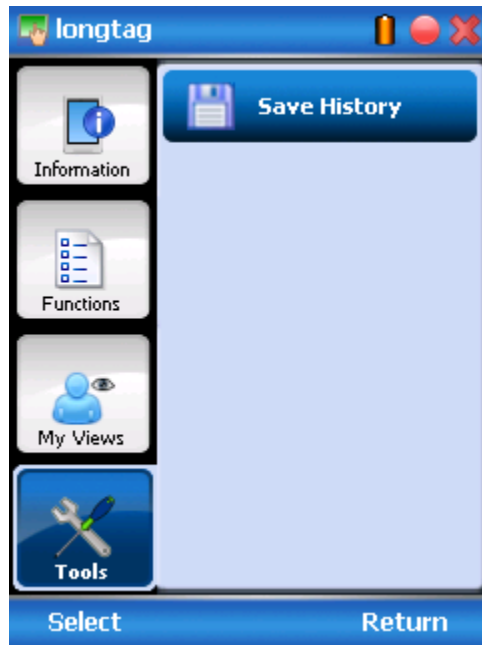 longtag
Save History
Information
Functions
My Views
Tools
Select
Return